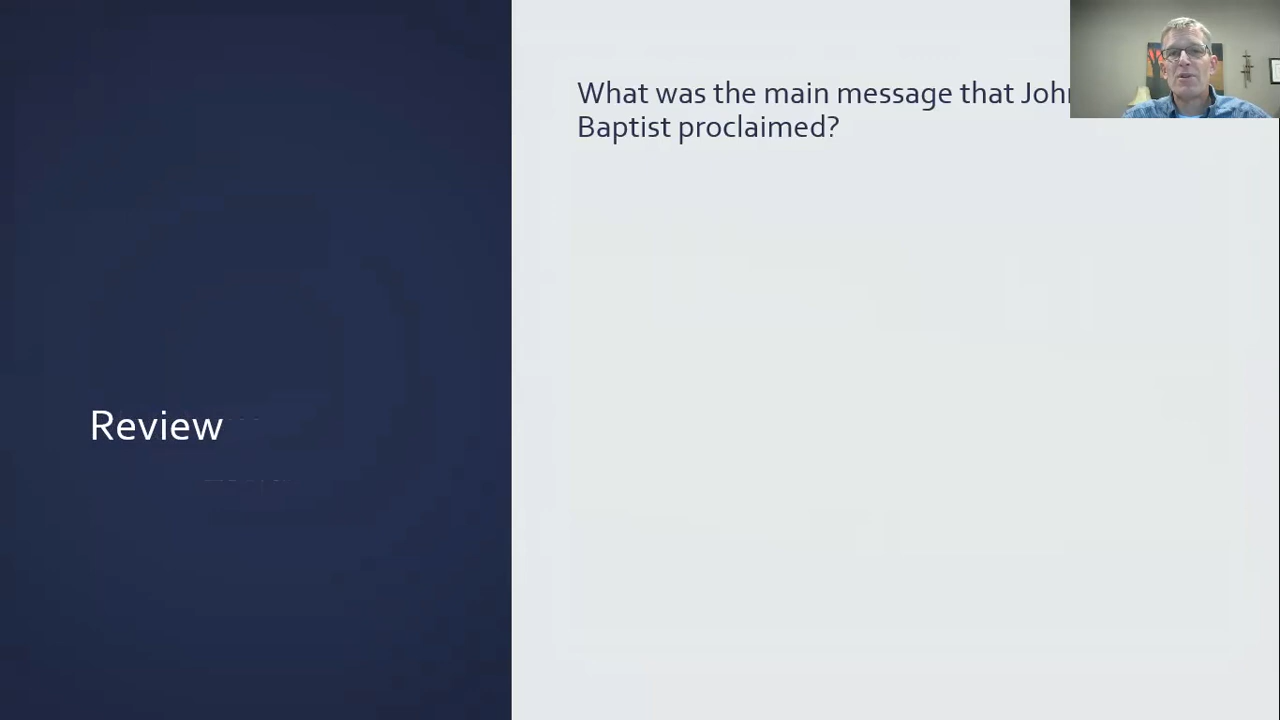 What was the main message that Joh
Baptist proclaimed?
Review